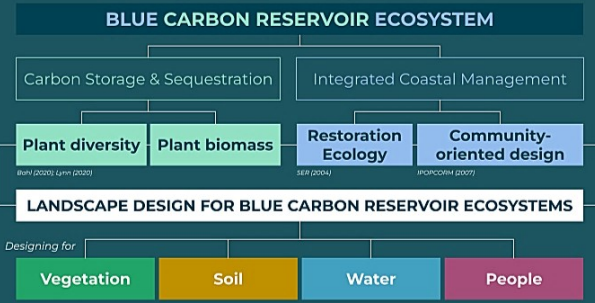 BLUE CARBON RESERVOIR ECOSYSTEM
Carbon Storage & Sequestration
Integrated Coastal Management
Plant diversity
Plant biomass
Restoration
Ecology
Community-
oriented design
Bahl (2020); Lynn (2020)
SER (2004)
IPOPCORM (2007)
LANDSCAPE DESIGN FOR BLUE CARBON RESERVOIR ECOSYSTEMS
Designing for
Vegetation
Soil
Water
People